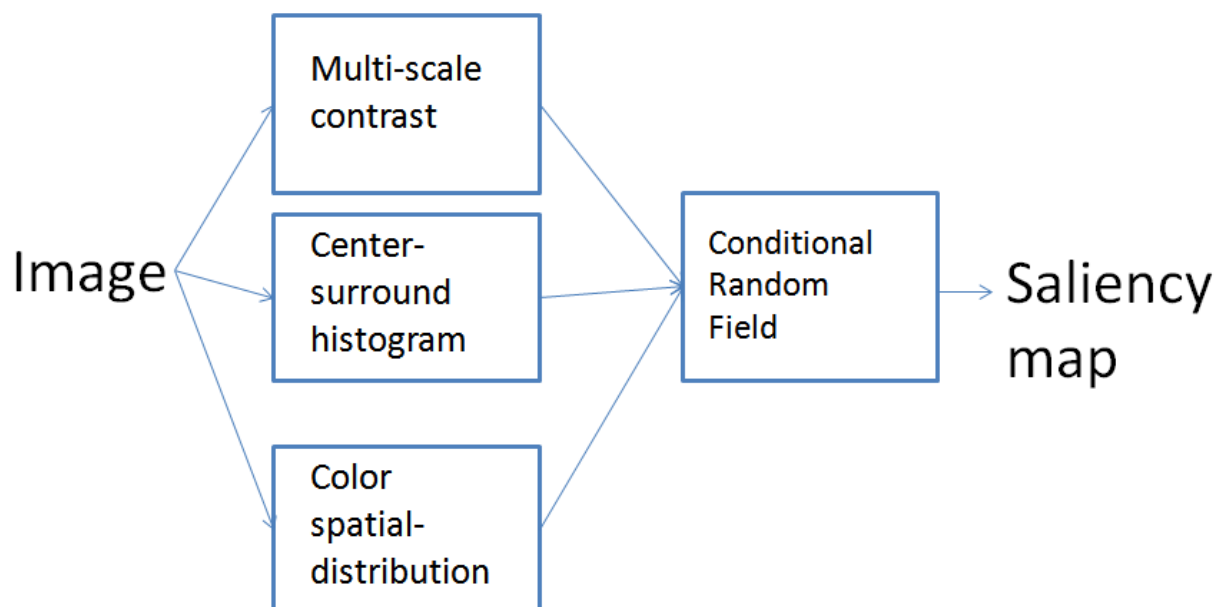 Image
Multi-scale
contrast
Center-
surround
histogram
Color
spatial-
distribution
Conditional
Random
Field
Saliency
map